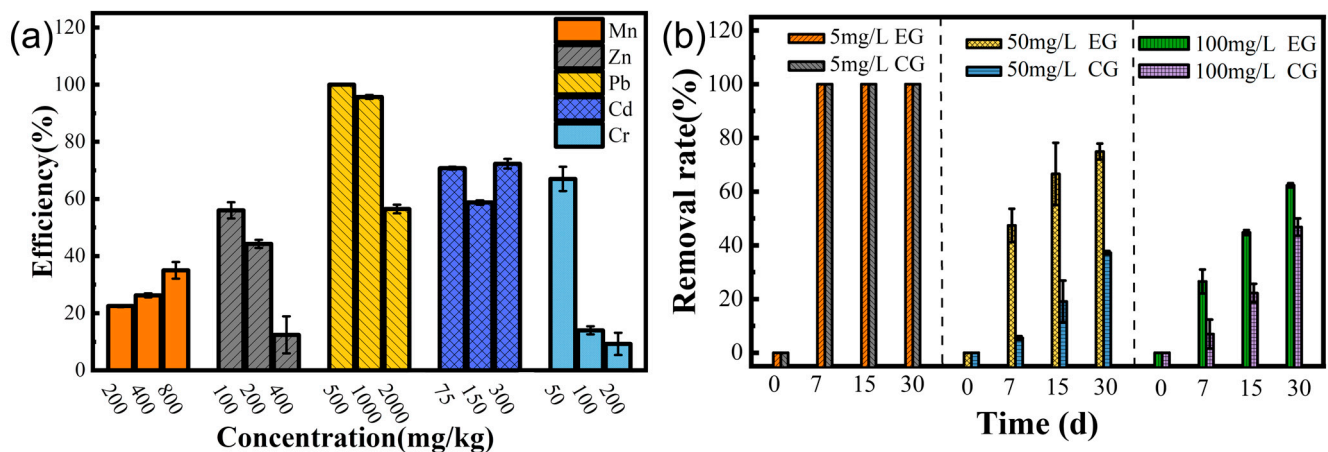 (a)
120
100
80
60
40
20
0
Efficiency(%)
Mn
Zn
Pb
Cd
Cr
200
400
800
100
200
400
500
1000
2000
75
150
300
50
100
200
Concentration(mg/kg)
(b)
120
100
80
60
40
20
0
Removal rate(%)
5mg/L EG
5mg/L CG
50mg/L EG
50mg/L CG
100mg/L EG
100mg/L CG
0 7 15 30 0 7 15 30 0 7 15 30
Time (d)